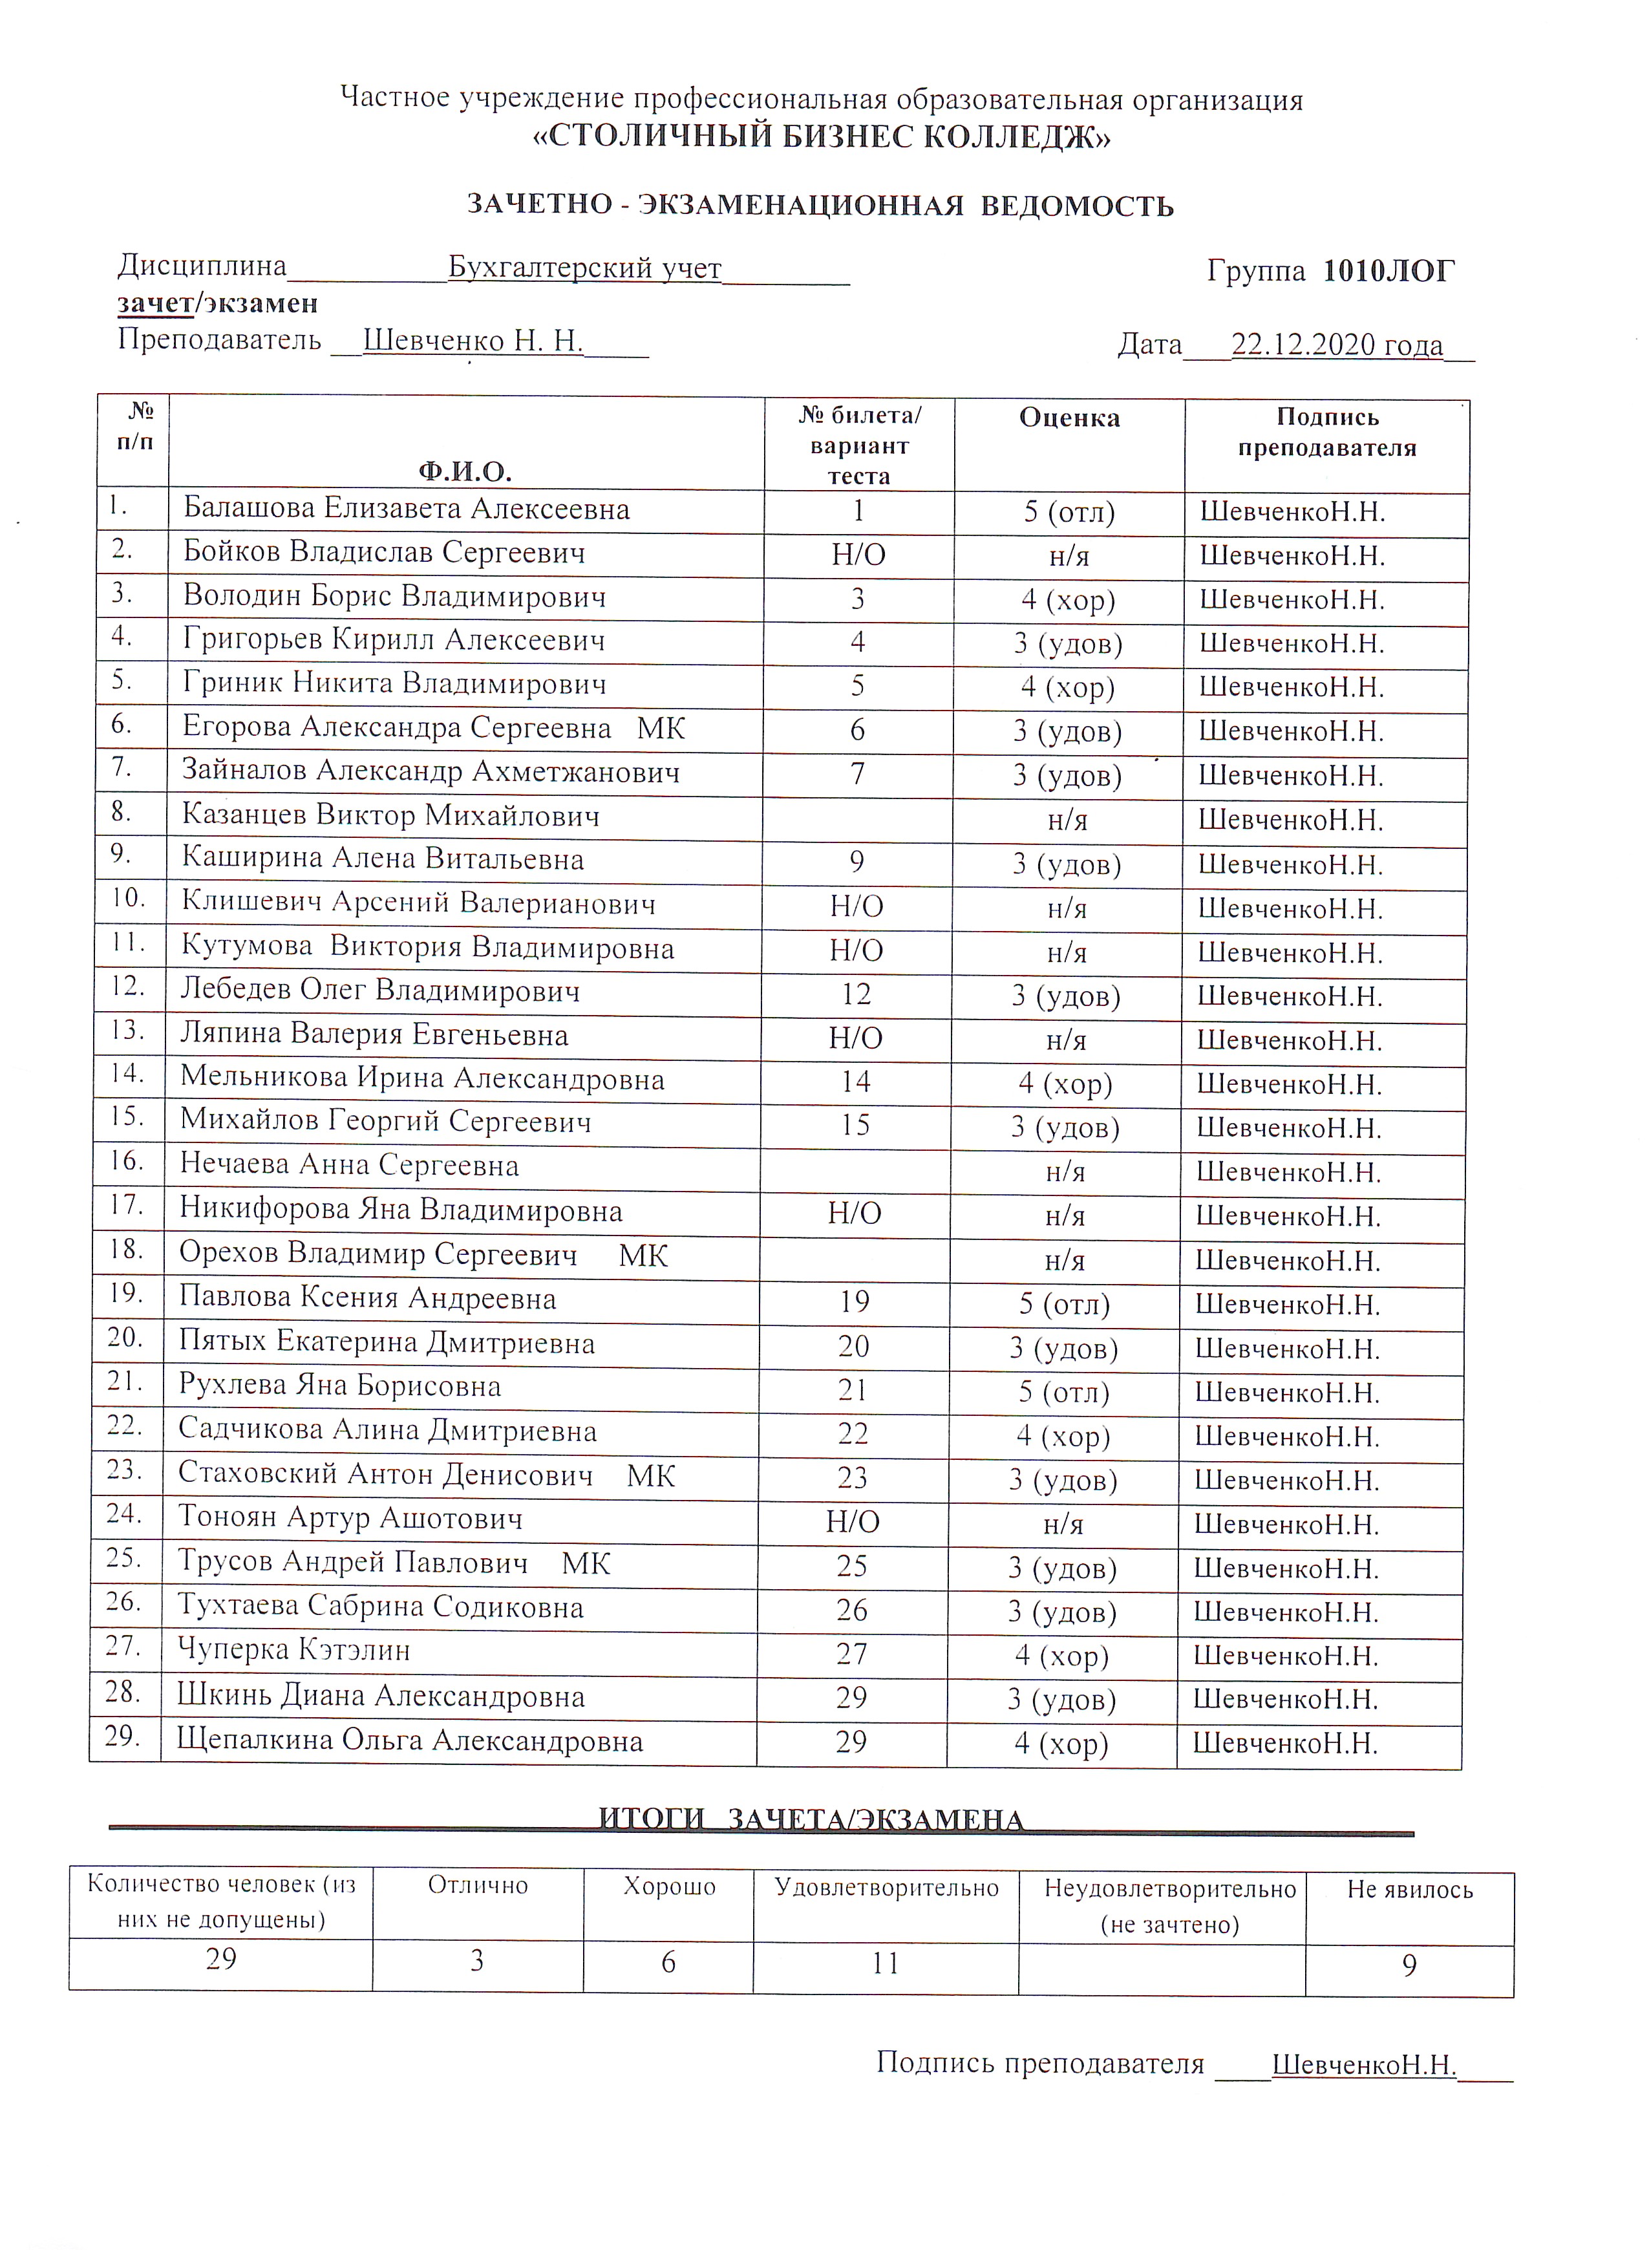 Частное учреждение профессиональная образовательная организация
«СТОЛИЧНЫЙ БИЗНЕС КОЛЛЕДЖ»
ЗАЧЕТНО - ЭКЗАМЕНАЦИОННАЯ ВЕДОМОСТЬ
Дисциплина__________Бухгалтерский учет________ Группа 1010ЛОГ
зачет/экзамен
Преподаватель __Шевченко Н. Н.____ Дата___22.12.2020 года__
№ п/п Ф.И.О. № билета/ вариант теста Оценка Подпись преподавателя
1. Балашова Елизавета Алексеевна 1 5 (отл) ШевченкоН.Н.
2. Бойков Владислав Сергеевич Н/О н/я ШевченкоН.Н.
3. Володин Борис Владимирович 3 4 (хор) ШевченкоН.Н.
4. Григорьев Кирилл Алексеевич 4 3 (удов) ШевченкоН.Н.
5. Гриник Никита Владимирович 5 4 (хор) ШевченкоН.Н.
6. Егорова Александра Сергеевна МК 6 3 (удов) ШевченкоН.Н.
7. Зайналов Александр Ахметжанович 7 3 (удов) ШевченкоН.Н.
8. Казанцев Виктор Михайлович н/я ШевченкоН.Н.
9. Каширина Алена Витальевна 9 3 (удов) ШевченкоН.Н.
10. Клишевич Арсений Валерианович Н/О н/я ШевченкоН.Н.
11. Кутумова Виктория Владимировна Н/О н/я ШевченкоН.Н.
12. Лебедев Олег Владимирович 12 3 (удов) ШевченкоН.Н.
13. Ляпина Валерия Евгеньевна Н/О н/я ШевченкоН.Н.
14. Мельникова Ирина Александровна 14 4 (хор) ШевченкоН.Н.
15. Михайлов Георгий Сергеевич 15 3 (удов) ШевченкоН.Н.
16. Нечаева Анна Сергеевна н/я ШевченкоН.Н.
17. Никифорова Яна Владимировна Н/О н/я ШевченкоН.Н.
18. Орехов Владимир Сергеевич МК н/я ШевченкоН.Н.
19. Павлова Ксения Андреевна 19 5 (отл) ШевченкоН.Н.
20. Пятых Екатерина Дмитриевна 20 3 (удов) ШевченкоН.Н.
21. Рухлева Яна Борисовна 21 5 (отл) ШевченкоН.Н.
22. Садчикова Алина Дмитриевна 22 4 (хор) ШевченкоН.Н.
23. Стаховский Антон Денисович МК 23 3 (удов) ШевченкоН.Н.
24. Тоноян Артур Ашотович Н/О н/я ШевченкоН.Н.
25. Трусов Андрей Павлович МК 25 3 (удов) ШевченкоН.Н.
26. Тухтаева Сабрина Содиковна 26 3 (удов) ШевченкоН.Н.
27. Чуперка Кэтэлин 27 4 (хор) ШевченкоН.Н.
28. Шкинь Диана Александровна 29 3 (удов) ШевченкоН.Н.
29. Щепалкина Ольга Александровна 29 4 (хор) ШевченкоН.Н.
ИТОГИ ЗАЧЕТА/ЭКЗАМЕНА
Количество человек (из них не допущены) Отлично Хорошо Удовлетворительно Неудовлетворительно (не зачтено) Не явилось
29 3 6 11 9
Подпись преподавателя ____ШевченкоН.Н.____